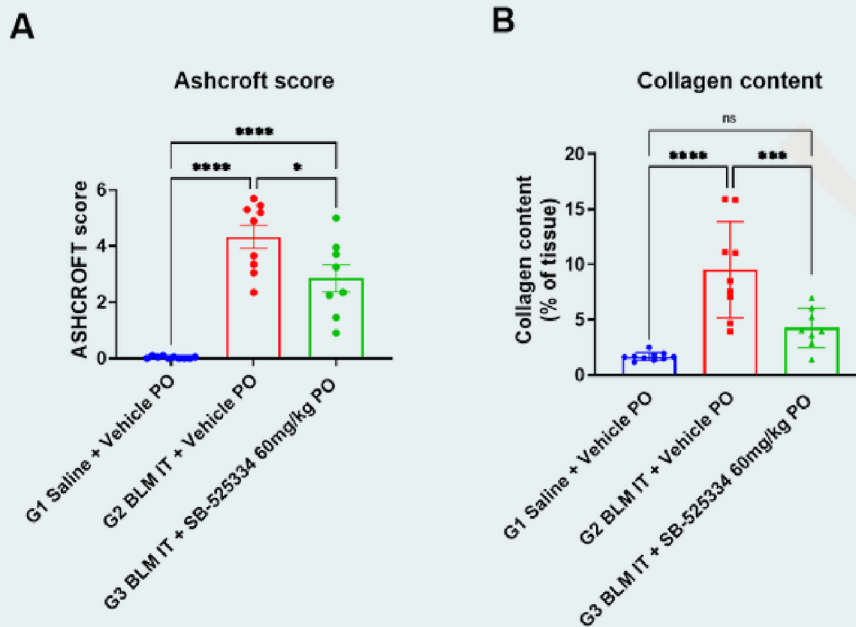 A
Ashcroft score
****
****
*
ASHCROFT score
6
4
2
0
G1 Saline + Vehicle PO
G2 BLM IT + Vehicle PO
G3 BLM IT + SB-525334 60mg/kg PO
B
Collagen content
ns
****
***
Collagen content
(% of tissue)
20
15
10
5
0
G1 Saline + Vehicle PO
G2 BLM IT + Vehicle PO
G3 BLM IT + SB-525334 60mg/kg PO